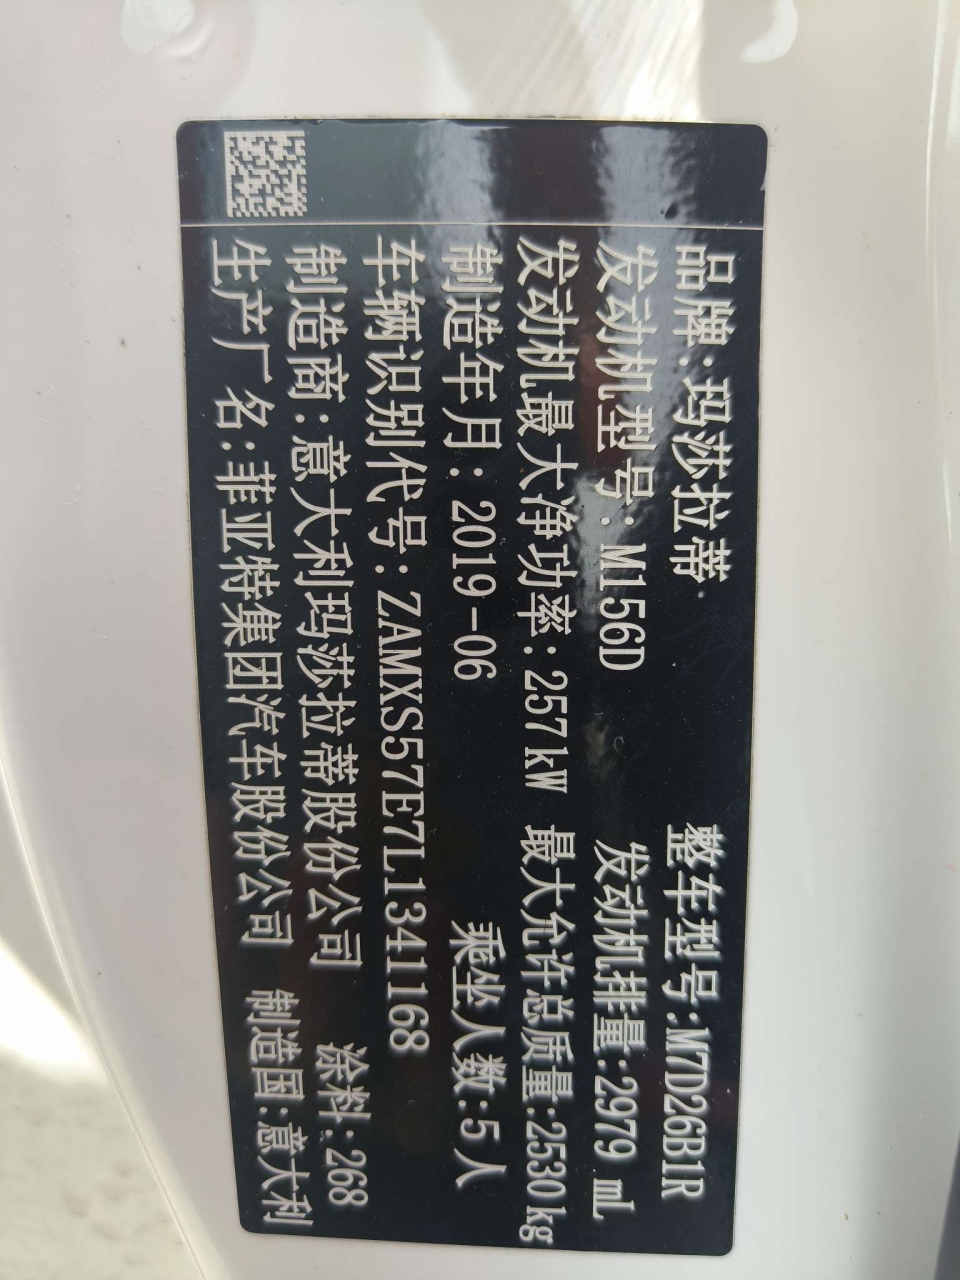 品牌:玛莎拉蒂 整车型号:M7D26B1R
发动机型号:M156D 发动机排量:2979 mL
发动机最大净功率:257kW 最大允许总质量:2530kg
制造年月:2019-06 乘坐人数:5人
车辆识别代号:ZAMXS57E7L1341168
制造商:意大利玛莎拉蒂股份公司 涂料:268
生产厂名:菲亚特集团汽车股份公司 制造国:意大利